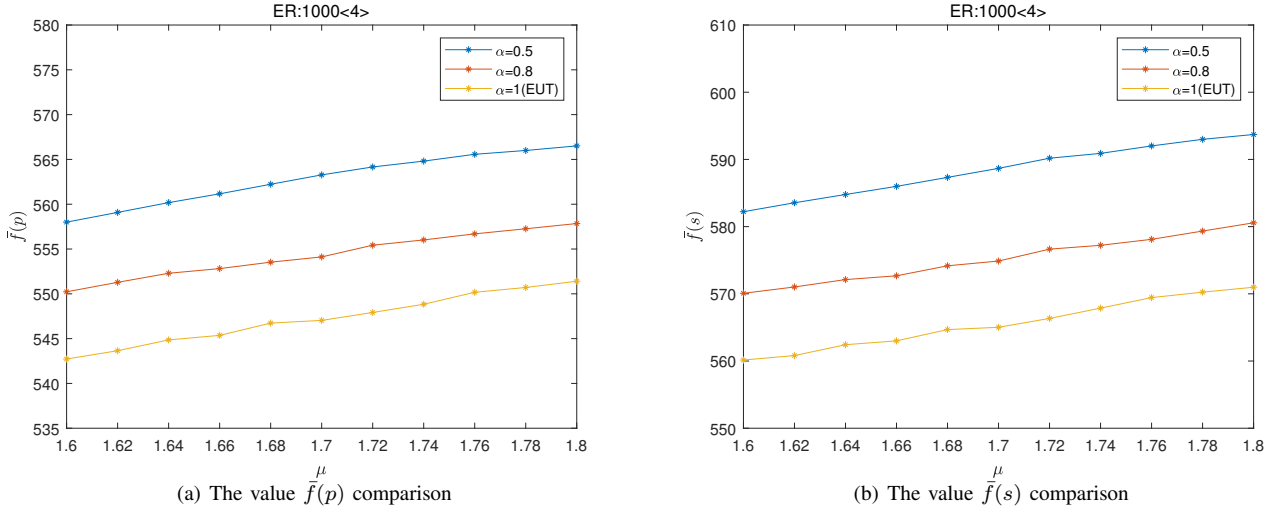 ER:1000<4>
580
575
570
565
560
555
550
545
540
535
f̄(p)
α=0.5
α=0.8
α=1(EUT)
1.6 1.62 1.64 1.66 1.68 1.7 1.72 1.74 1.76 1.78 1.8
μ
(a) The value f̄(p) comparison
ER:1000<4>
610
600
590
580
570
560
550
f̄(s)
α=0.5
α=0.8
α=1(EUT)
1.6 1.62 1.64 1.66 1.68 1.7 1.72 1.74 1.76 1.78 1.8
μ
(b) The value f̄(s) comparison